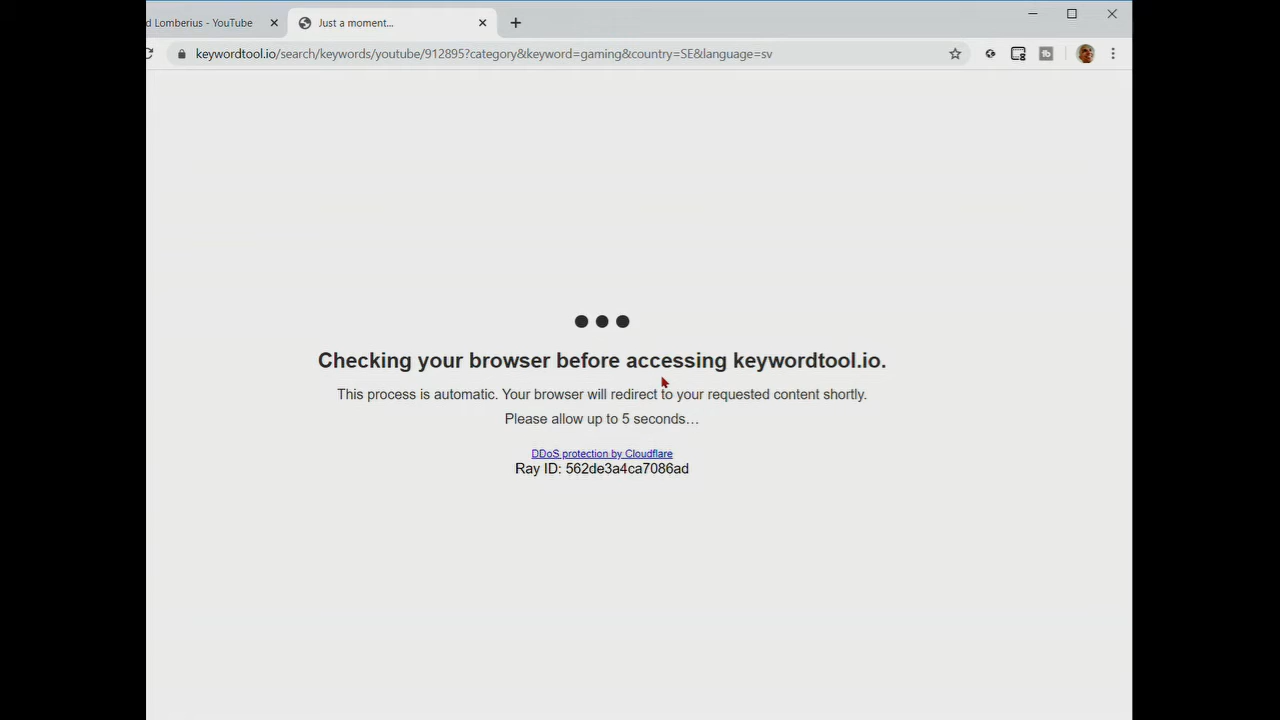 d Lomberius - YouTube
Just a moment...
keywordtool.io/search/keywords/youtube/912895?category&keyword=gaming&country=SE&language=sv
Checking your browser before accessing keywordtool.io.
This process is automatic. Your browser will redirect to your requested content shortly.
Please allow up to 5 seconds…
DDoS protection by Cloudflare
Ray ID: 562de3a4ca7086ad